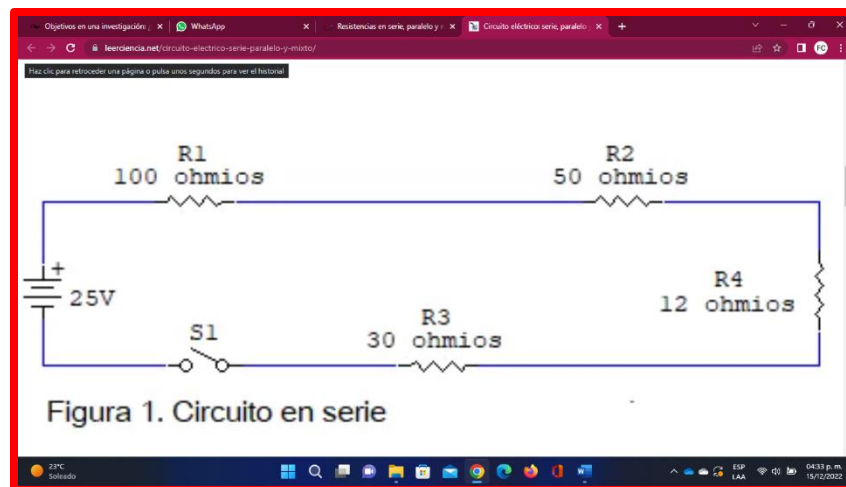 Objetivos en una investigación: ¿
WhatsApp
Resistencias en serie, paralelo y
Circuito eléctrico: serie, paralelo
leerciencia.net/circuito-electrico-serie-paralelo-y-mixto/
FC
Haz clic para retroceder una página o pulsa unos segundos para ver el historial
R1
100 ohmios
R2
50 ohmios
+
25V
R4
12 ohmios
S1
R3
30 ohmios
Figura 1. Circuito en serie
23°C
Soleado
ESP
LAA
04:33 p. m.
15/12/2022